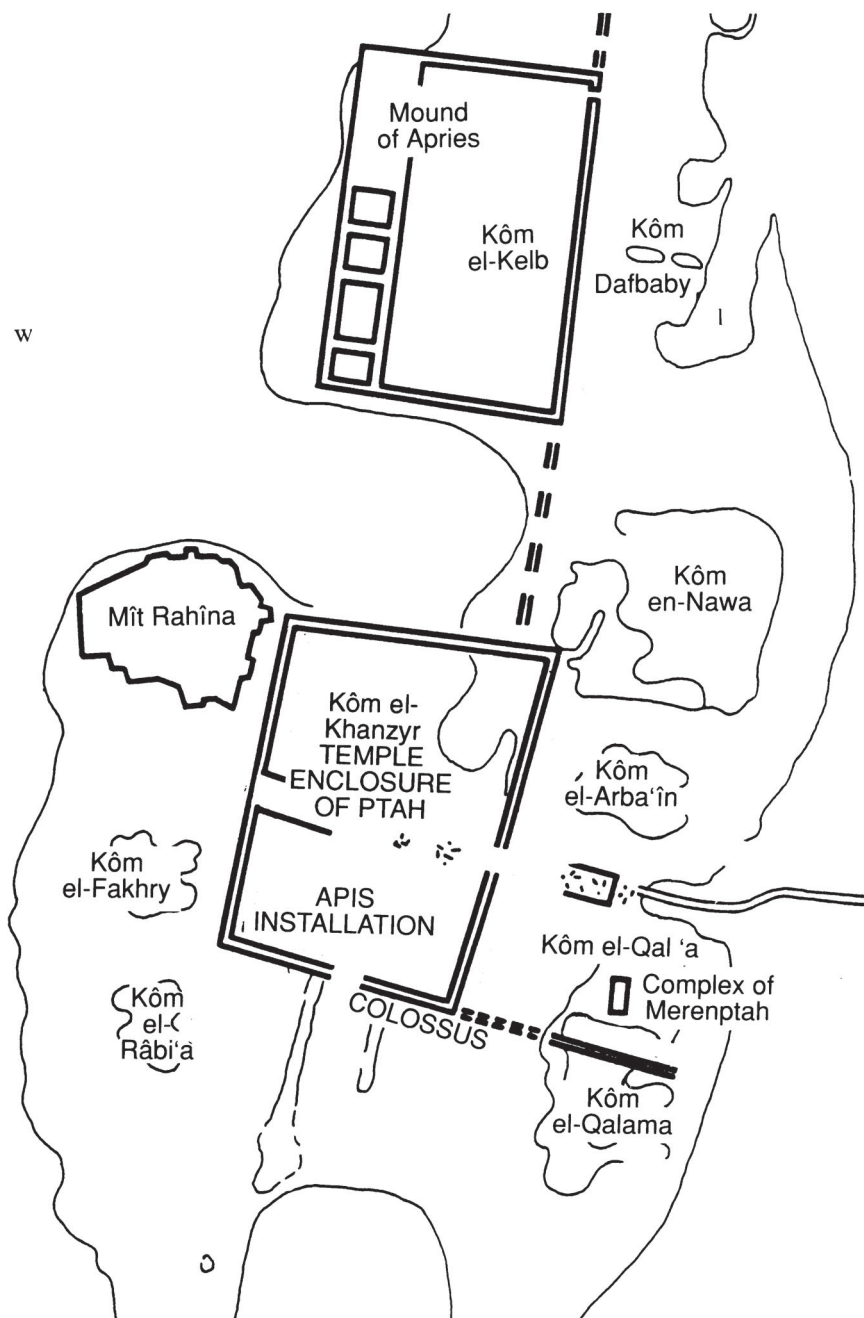 Mound
of Apries
Kôm
el-Kelb
Kôm
Dafbaby
l
w
Mît Rahîna
Kôm
en-Nawa
Kôm el-
Khanzyr
TEMPLE
ENCLOSURE
OF PTAH
Kôm
el-Arba‘în
Kôm
el-Fakhry
APIS
INSTALLATION
Kôm el-Qal ‘a
Complex of
Merenptah
Kôm
el-
Râbi‘a
COLOSSUS
Kôm
el-Qalama